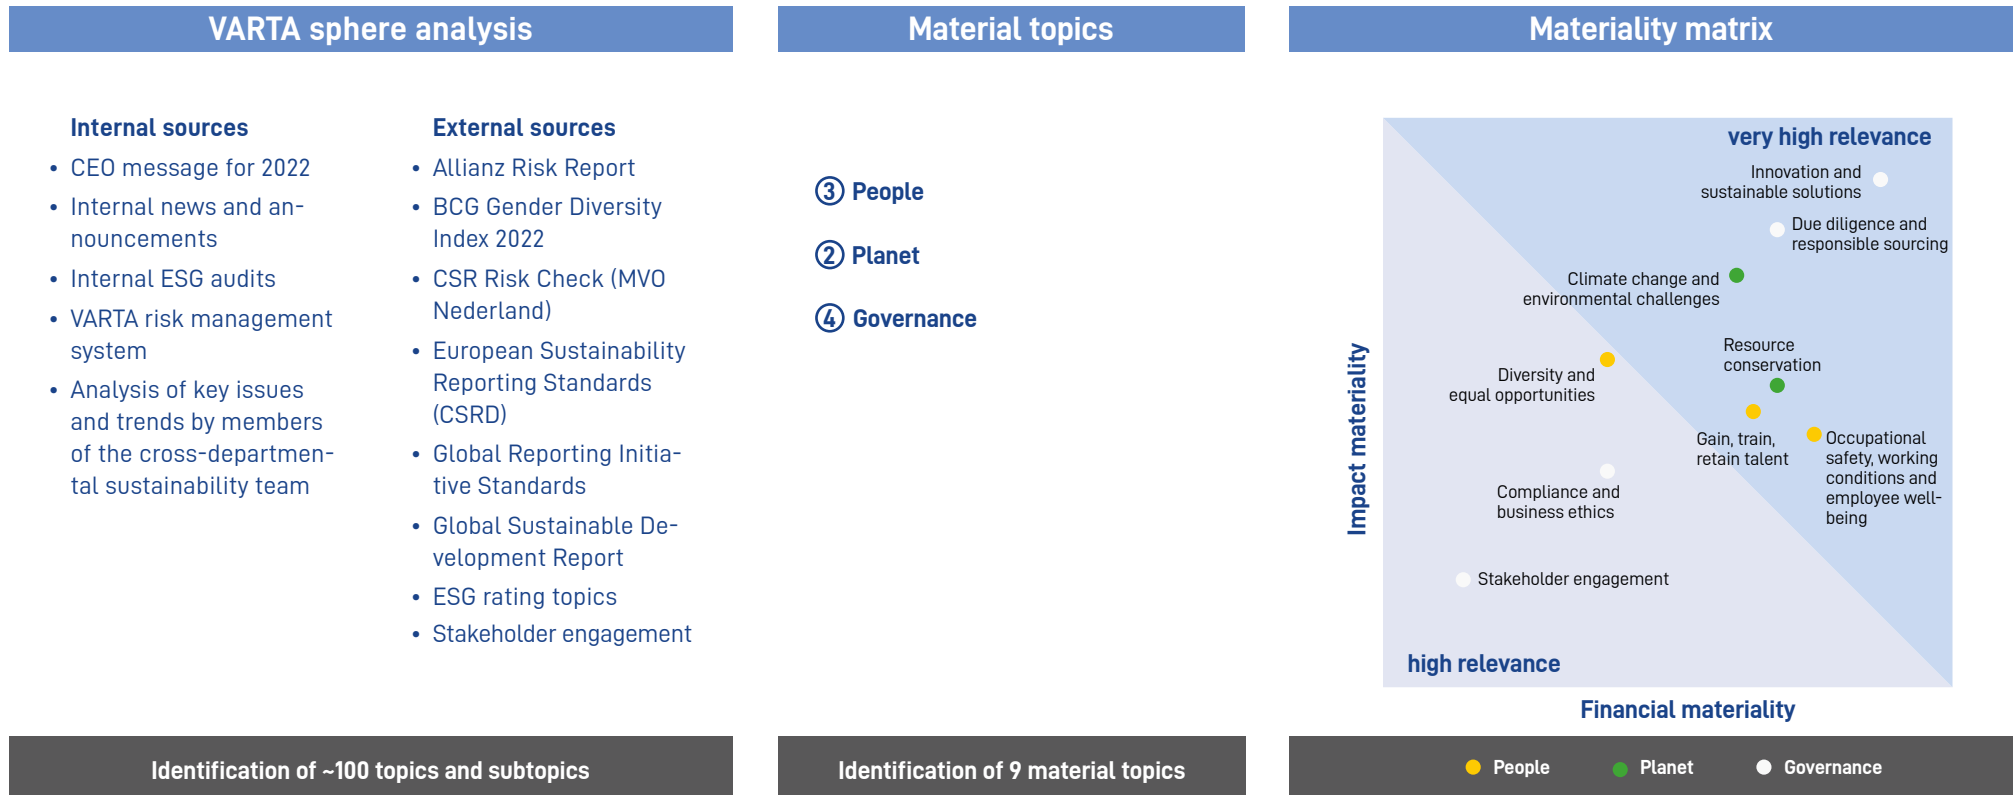 VARTA sphere analysis
Internal sources
• CEO message for 2022
• Internal news and an-
nouncements
• Internal ESG audits
• VARTA risk management
system
• Analysis of key issues
and trends by members
of the cross-departmen-
tal sustainability team
External sources
• Allianz Risk Report
• BCG Gender Diversity
Index 2022
• CSR Risk Check (MVO
Nederland)
• European Sustainability
Reporting Standards
(CSRD)
• Global Reporting Initia-
tive Standards
• Global Sustainable De-
velopment Report
• ESG rating topics
• Stakeholder engagement
Identification of ~100 topics and subtopics
Material topics
3 People
2 Planet
4 Governance
Identification of 9 material topics
Materiality matrix
very high relevance
Innovation and
sustainable solutions
Due diligence and
responsible sourcing
Climate change and
environmental challenges
Resource
conservation
Diversity and
equal opportunities
Gain, train,
retain talent
Occupational
safety, working
conditions and
employee well-
being
Compliance and
business ethics
Stakeholder engagement
high relevance
Impact materiality
Financial materiality
People
Planet
Governance